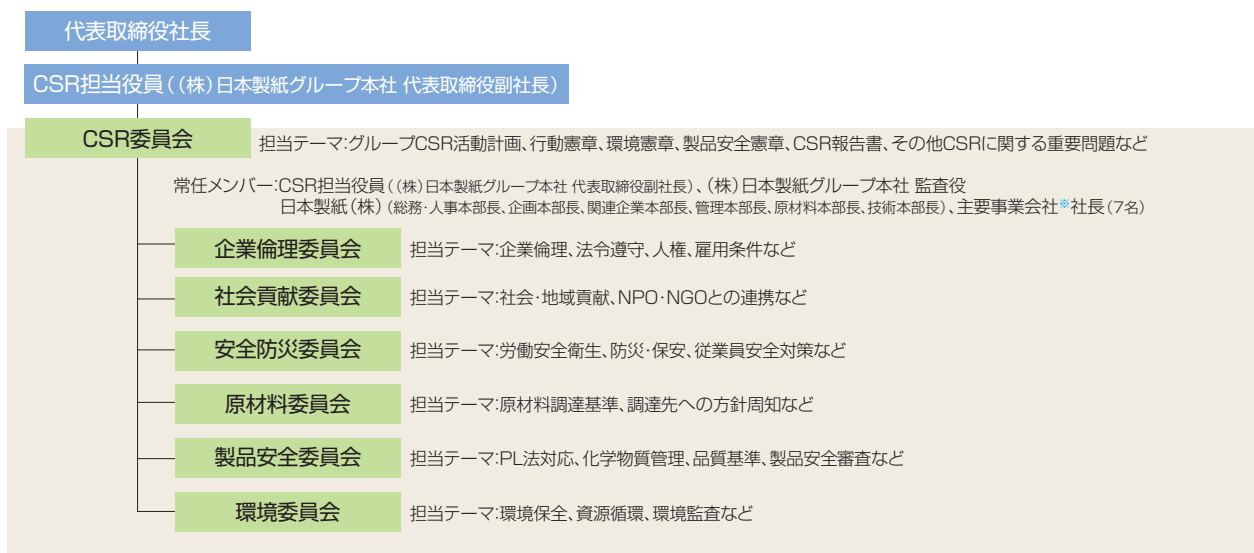 代表取締役社長
CSR担当役員（（株）日本製紙グループ本社 代表取締役副社長）
CSR委員会 担当テーマ:グループCSR活動計画、行動憲章、環境憲章、製品安全憲章、CSR報告書、その他CSRに関する重要問題など
常任メンバー:CSR担当役員（（株）日本製紙グループ本社 代表取締役副社長）、（株）日本製紙グループ本社 監査役
日本製紙（株）（総務・人事本部長、企画本部長、関連企業本部長、管理本部長、原材料本部長、技術本部長）、主要事業会社※社長（7名）
企業倫理委員会 担当テーマ:企業倫理、法令遵守、人権、雇用条件など
社会貢献委員会 担当テーマ:社会・地域貢献、NPO・NGOとの連携など
安全防災委員会 担当テーマ:労働安全衛生、防災・保安、従業員安全対策など
原材料委員会 担当テーマ:原材料調達基準、調達先への方針周知など
製品安全委員会 担当テーマ:PL法対応、化学物質管理、品質基準、製品安全審査など
環境委員会 担当テーマ:環境保全、資源循環、環境監査など